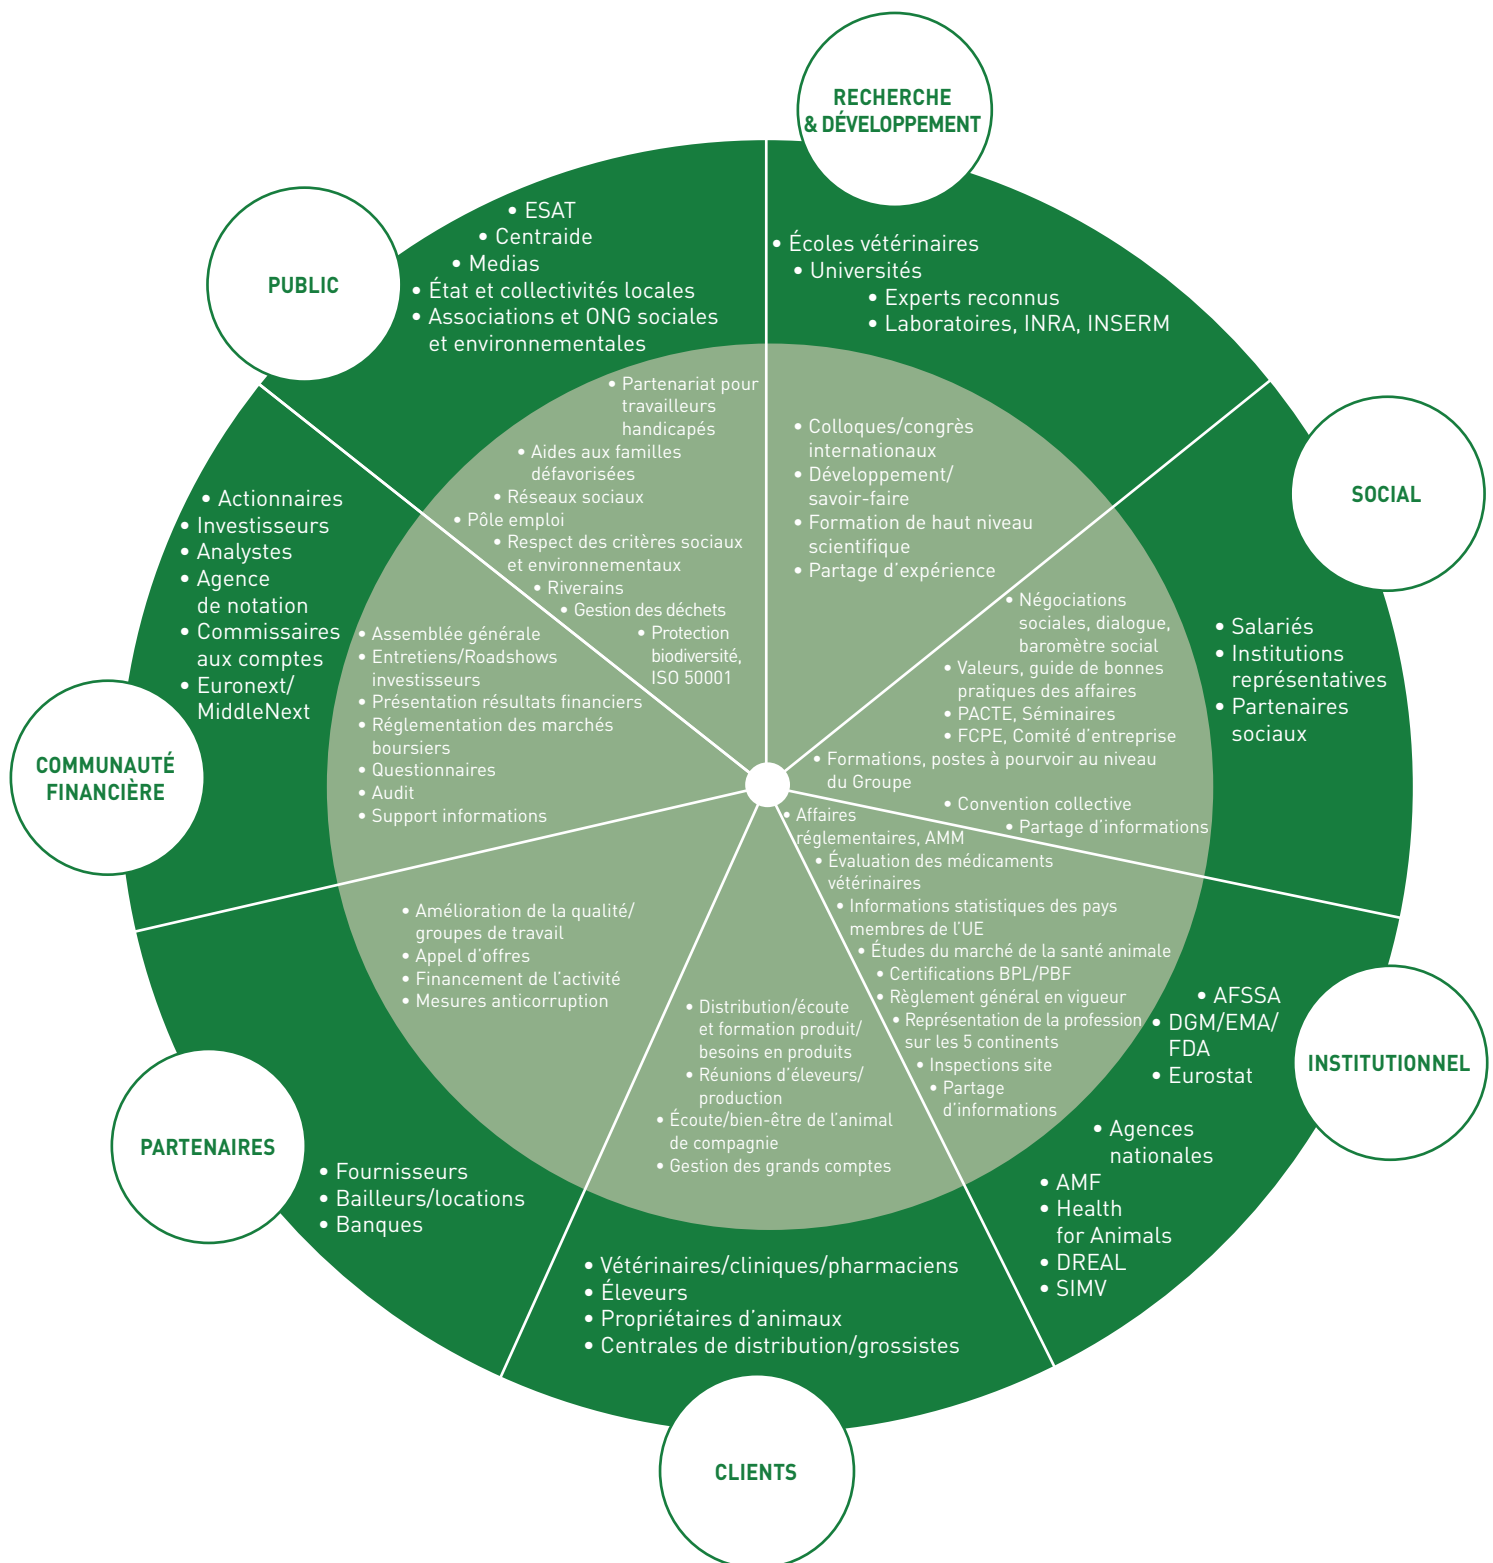 RECHERCHE
& DÉVELOPPEMENT
• Écoles vétérinaires
• Universités
• Experts reconnus
• Laboratoires, INRA, INSERM
• Colloques/congrès
internationaux
• Développement/
savoir-faire
• Formation de haut niveau
scientifique
• Partage d'expérience
SOCIAL
• Salariés
• Institutions
représentatives
• Partenaires
sociaux
• Négociations
sociales, dialogue,
baromètre social
• Valeurs, guide de bonnes
pratiques des affaires
• PACTE, Séminaires
• FCPE, Comité d'entreprise
• Formations, postes à pourvoir au niveau
du Groupe
• Convention collective
• Partage d'informations
INSTITUTIONNEL
• AFSSA
• DGM/EMA/
FDA
• Eurostat
• Agences
nationales
• AMF
• Health
for Animals
• DREAL
• SIMV
• Affaires
réglementaires, AMM
• Évaluation des médicaments
vétérinaires
• Informations statistiques des pays
membres de l'UE
• Études du marché de la santé animale
• Certifications BPL/PBF
• Règlement général en vigueur
• Représentation de la profession
sur les 5 continents
• Inspections site
• Partage
d'informations
CLIENTS
• Vétérinaires/cliniques/pharmaciens
• Éleveurs
• Propriétaires d'animaux
• Centrales de distribution/grossistes
• Distribution/écoute
et formation produit/
besoins en produits
• Réunions d'éleveurs/
production
• Écoute/bien-être de l'animal
de compagnie
• Gestion des grands comptes
PARTENAIRES
• Fournisseurs
• Bailleurs/locations
• Banques
• Amélioration de la qualité/
groupes de travail
• Appel d'offres
• Financement de l'activité
• Mesures anticorruption
COMMUNAUTÉ
FINANCIÈRE
• Actionnaires
• Investisseurs
• Analystes
• Agence
de notation
• Commissaires
aux comptes
• Euronext/
MiddleNext
• Assemblée générale
• Entretiens/Roadshows
investisseurs
• Présentation résultats financiers
• Réglementation des marchés
boursiers
• Questionnaires
• Audit
• Support informations
PUBLIC
• ESAT
• Centraide
• Medias
• État et collectivités locales
• Associations et ONG sociales
et environnementales
• Partenariat pour
travailleurs
handicapés
• Aides aux familles
défavorisées
• Réseaux sociaux
• Pôle emploi
• Respect des critères sociaux
et environnementaux
• Riverains
• Gestion des déchets
• Protection
biodiversité,
ISO 50001